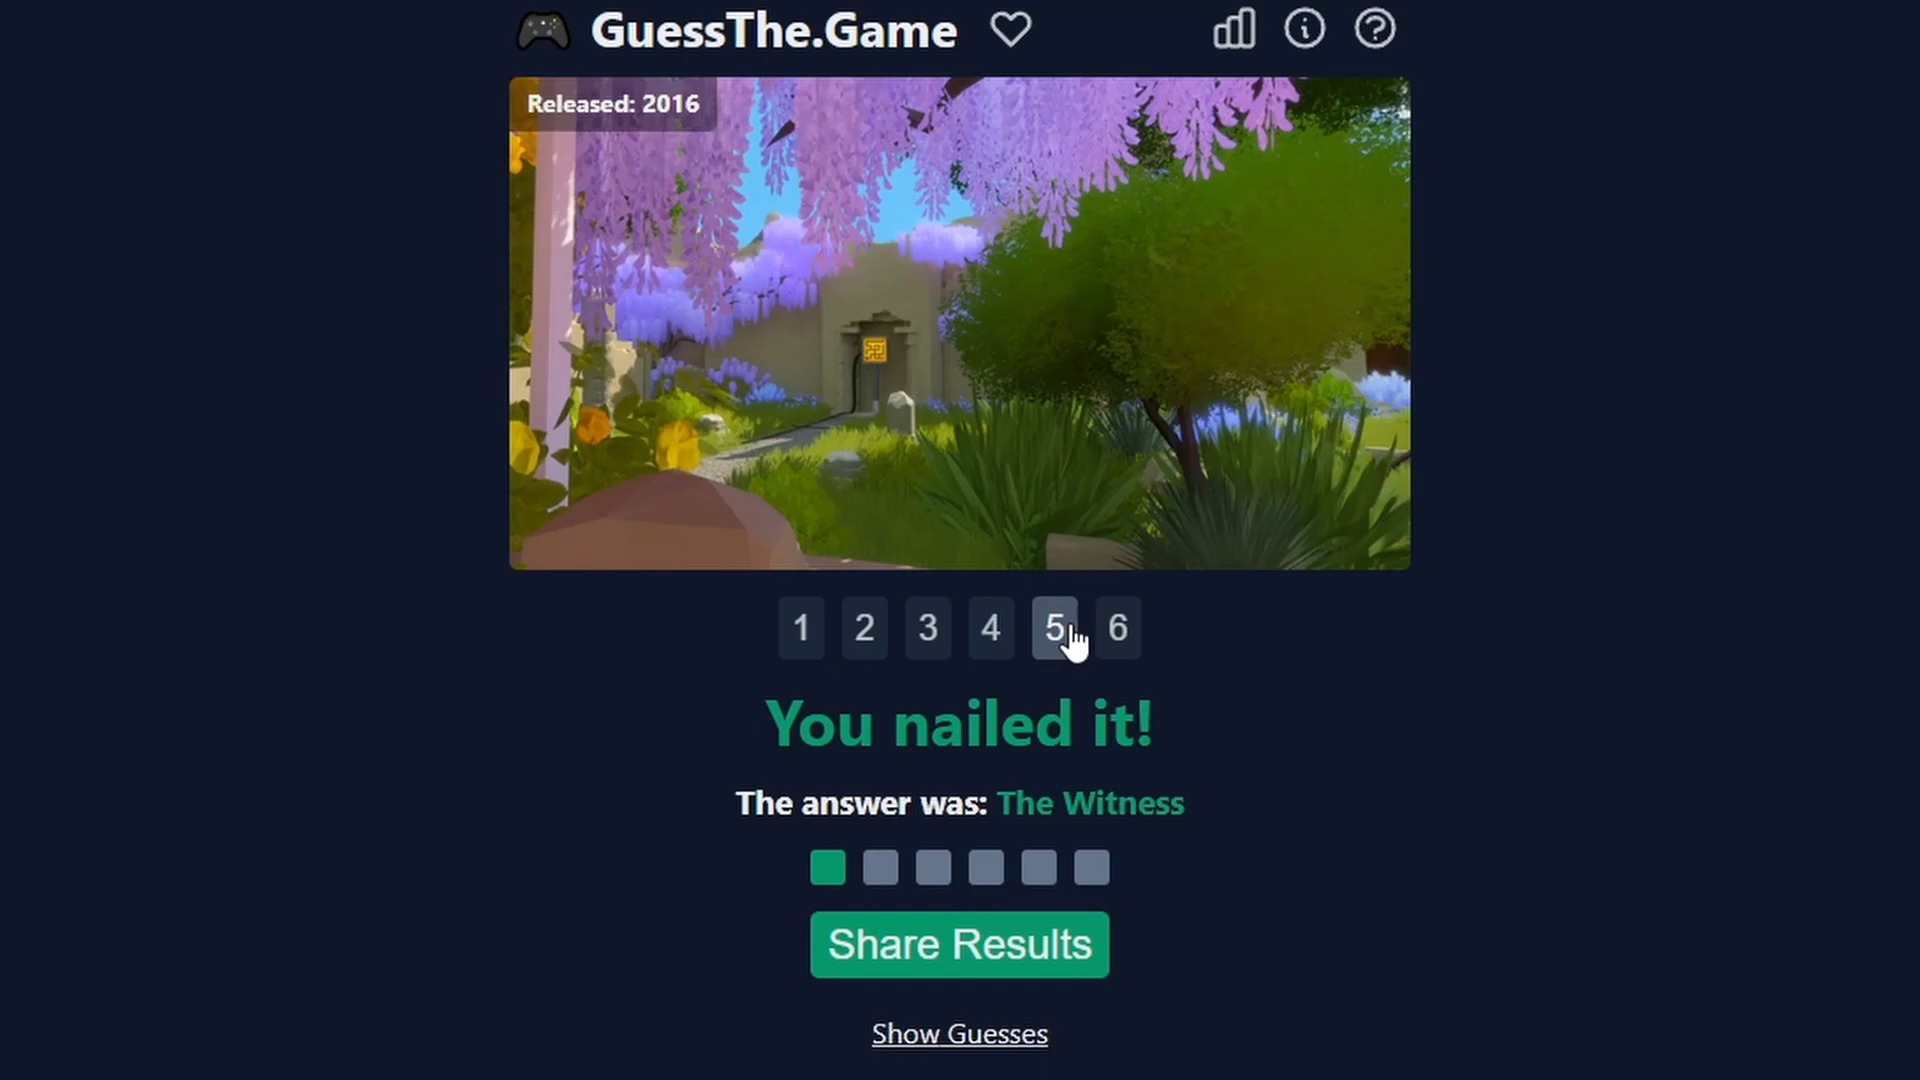 GuessThe.Game
Released: 2016
1 2 3 4 5 6
You nailed it!
The answer was: The Witness
Share Results
Show Guesses